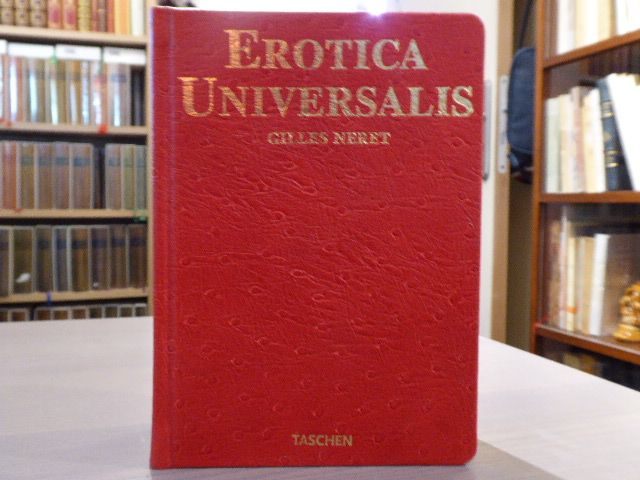 EROTICA
UNIVERSALIS
GILLES NERET
TASCHEN